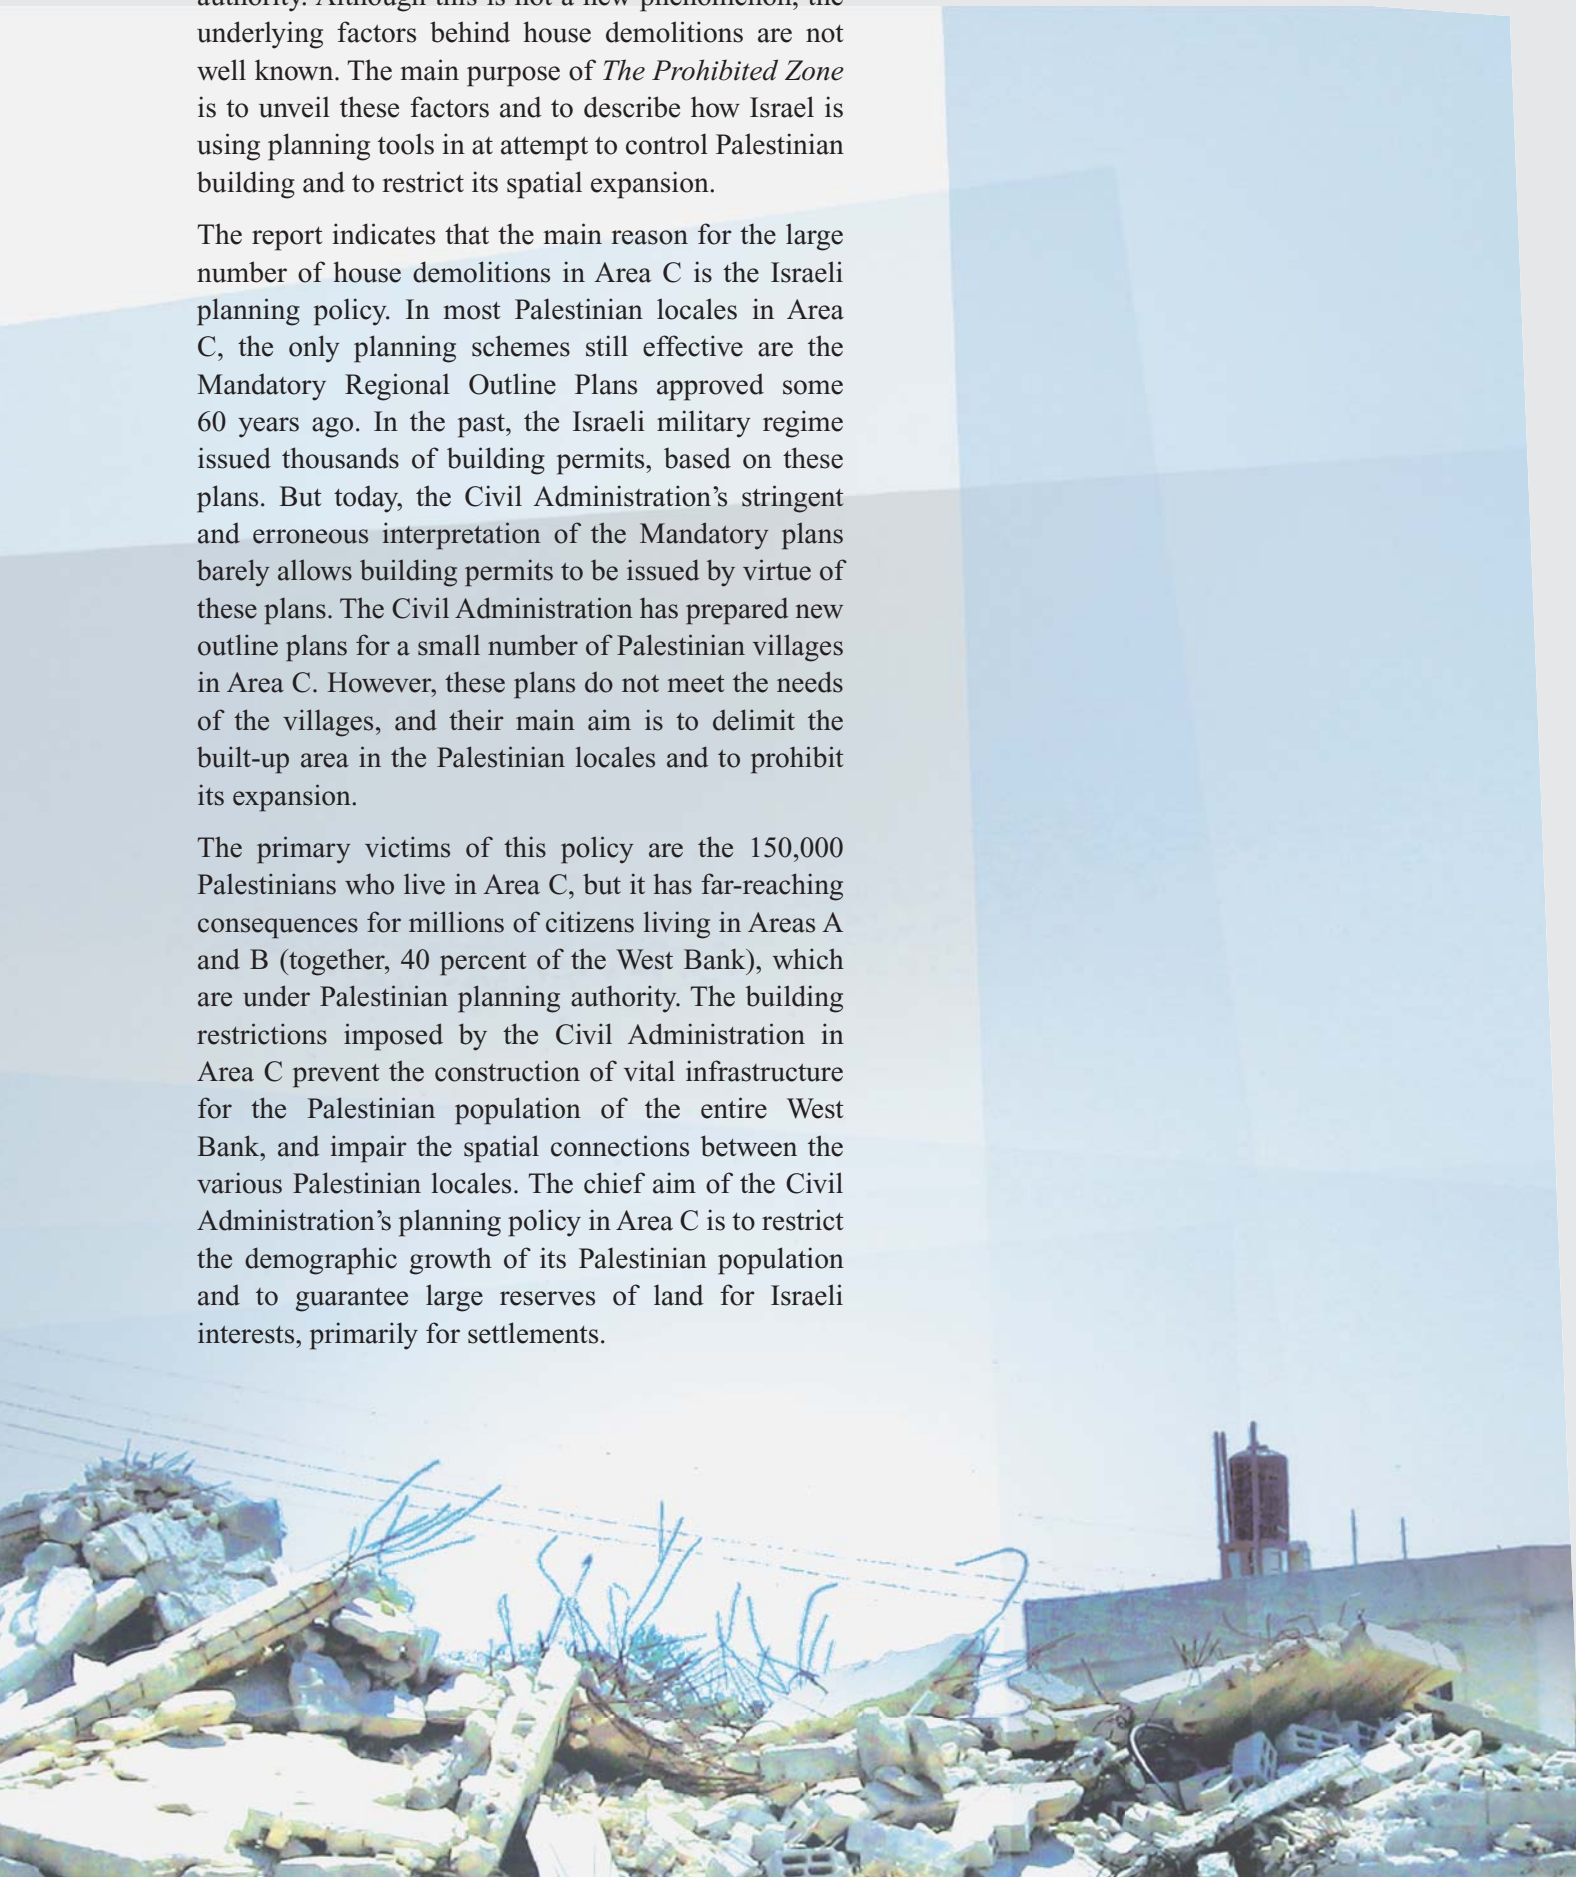 authority. Although this is not a new phenomenon, the
underlying factors behind house demolitions are not
well known. The main purpose of The Prohibited Zone
is to unveil these factors and to describe how Israel is
using planning tools in at attempt to control Palestinian
building and to restrict its spatial expansion.
The report indicates that the main reason for the large
number of house demolitions in Area C is the Israeli
planning policy. In most Palestinian locales in Area
C, the only planning schemes still effective are the
Mandatory Regional Outline Plans approved some
60 years ago. In the past, the Israeli military regime
issued thousands of building permits, based on these
plans. But today, the Civil Administration’s stringent
and erroneous interpretation of the Mandatory plans
barely allows building permits to be issued by virtue of
these plans. The Civil Administration has prepared new
outline plans for a small number of Palestinian villages
in Area C. However, these plans do not meet the needs
of the villages, and their main aim is to delimit the
built-up area in the Palestinian locales and to prohibit
its expansion.
The primary victims of this policy are the 150,000
Palestinians who live in Area C, but it has far-reaching
consequences for millions of citizens living in Areas A
and B (together, 40 percent of the West Bank), which
are under Palestinian planning authority. The building
restrictions imposed by the Civil Administration in
Area C prevent the construction of vital infrastructure
for the Palestinian population of the entire West
Bank, and impair the spatial connections between the
various Palestinian locales. The chief aim of the Civil
Administration’s planning policy in Area C is to restrict
the demographic growth of its Palestinian population
and to guarantee large reserves of land for Israeli
interests, primarily for settlements.